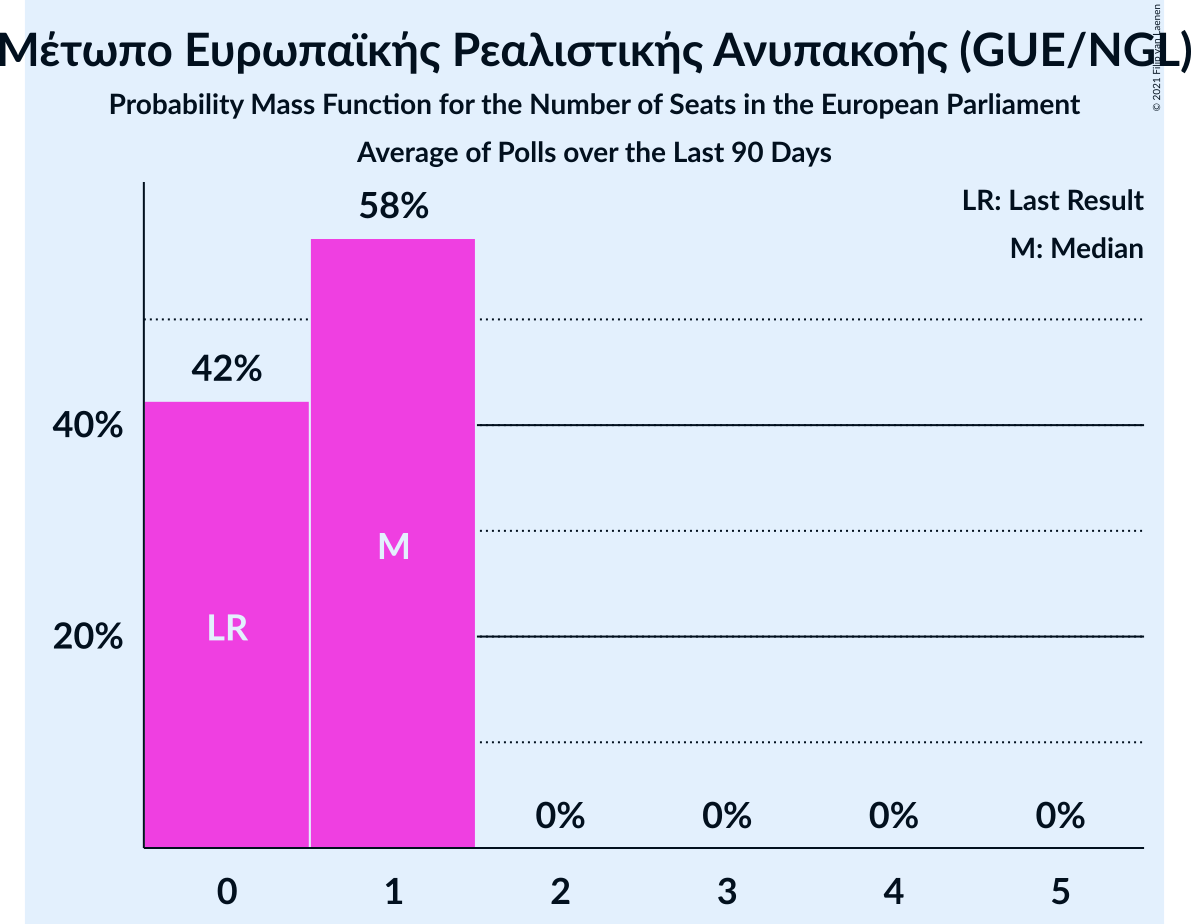 Μέτωπο Ευρωπαϊκής Ρεαλιστικής Ανυπακοής (GUE/NGL)
© 2021 Filip van Laenen
Probability Mass Function for the Number of Seats in the European Parliament
Average of Polls over the Last 90 Days
LR: Last Result
M: Median
58%
42%
40%
M
LR
20%
0% 0% 0% 0%
0 1 2 3 4 5